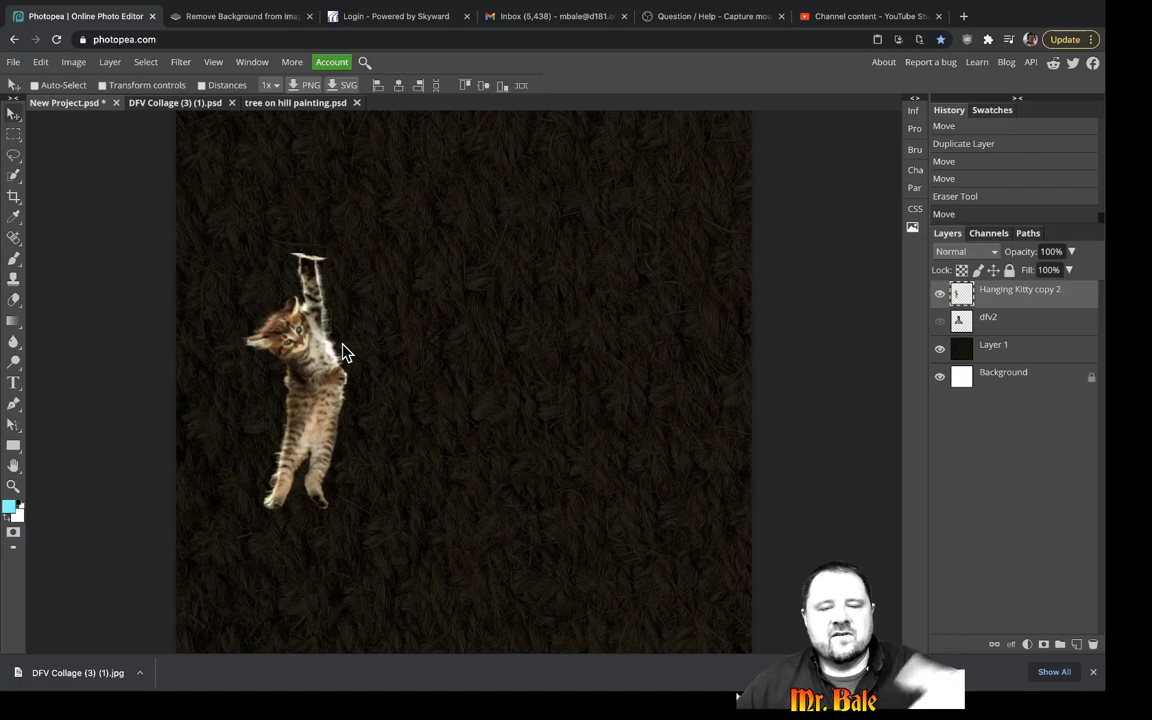 Photopea | Online Photo Editor
Remove Background from Imag
Login - Powered by Skyward
Inbox (5,438) - mbale@d181.o
Question / Help - Capture mou
Channel content - YouTube Stu
photopea.com
Update
File Edit Image Layer Select Filter View Window More Account
About Report a bug Learn Blog API
Auto-Select Transform controls Distances 1x PNG SVG
New Project.psd * DFV Collage (3) (1).psd tree on hill painting.psd
Inf
Pro
Bru
Cha
Par
CSS
History Swatches
Move
Duplicate Layer
Move
Move
Eraser Tool
Move
Layers Channels Paths
Normal Opacity: 100%
Lock: Fill: 100%
Hanging Kitty copy 2
dfv2
Layer 1
Background
eff
DFV Collage (3) (1).jpg
Show All
Mr. Bale